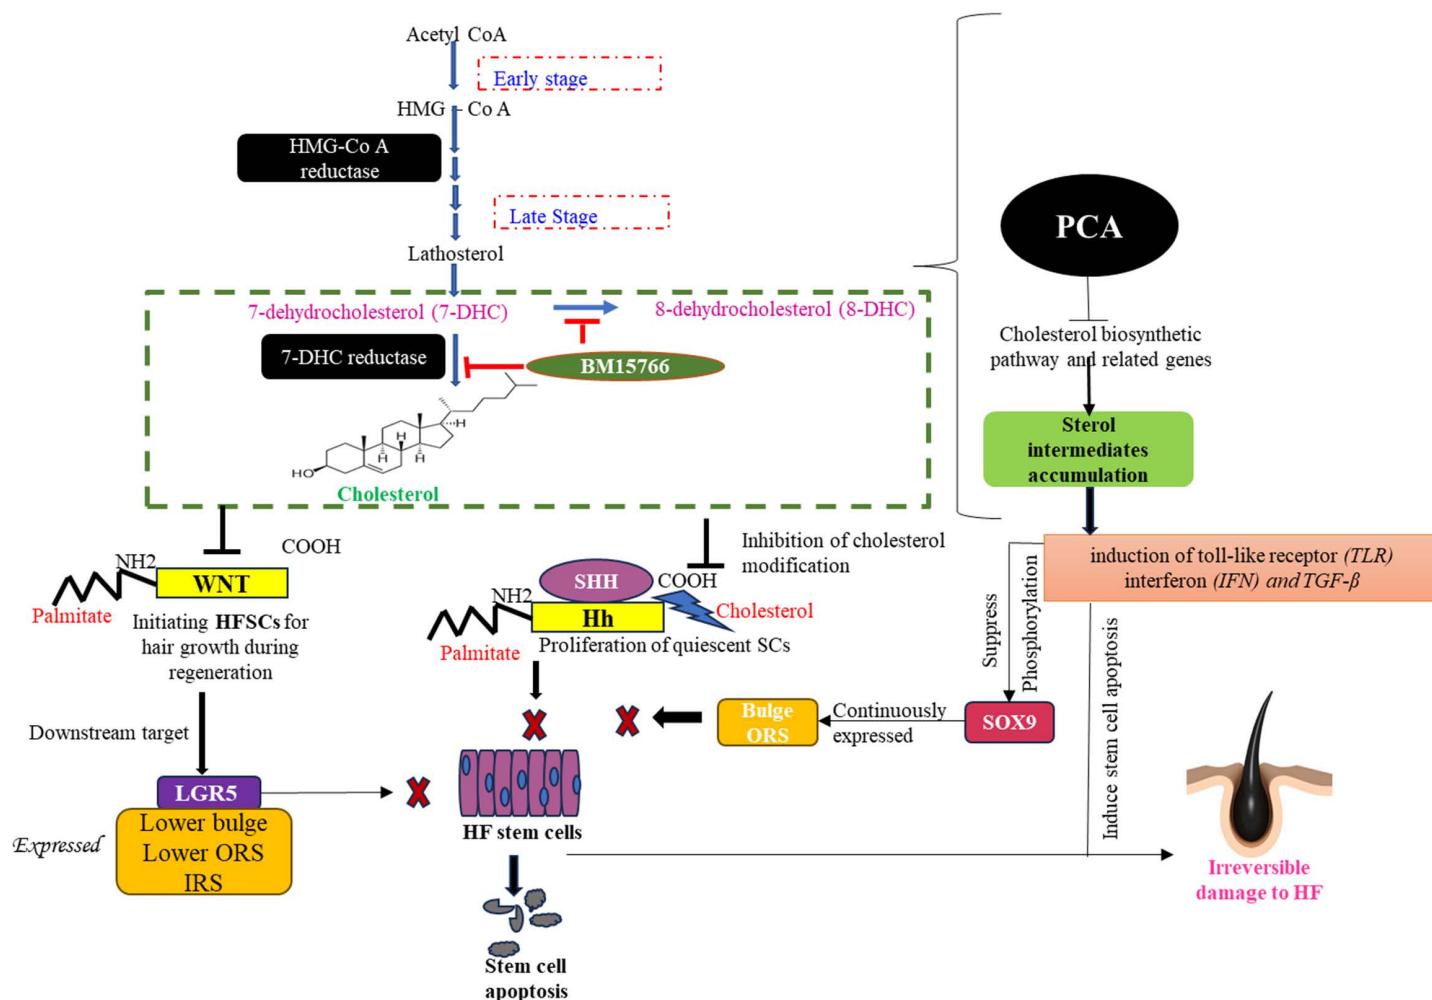 Acetyl CoA
Early stage
HMG – Co A
HMG-Co A
reductase
Late Stage
Lathosterol
7-dehydrocholesterol (7-DHC)
8-dehydrocholesterol (8-DHC)
7-DHC reductase
BM15766
H
H
H
H
HO
Cholesterol
PCA
Cholesterol biosynthetic
pathway and related genes
Sterol
intermediates
accumulation
induction of toll-like receptor (TLR)
interferon (IFN) and TGF-β
NH2
COOH
WNT
Palmitate
Initiating HFSCs for
hair growth during
regeneration
Downstream target
LGR5
Expressed
Lower bulge
Lower ORS
IRS
Inhibition of cholesterol
modification
SHH
COOH
NH2
Hh
Cholesterol
Palmitate
Proliferation of quiescent SCs
Suppress
Phosphorylation
Induce stem cell apoptosis
Bulge
ORS
Continuously
expressed
SOX9
HF stem cells
Stem cell
apoptosis
Irreversible
damage to HF